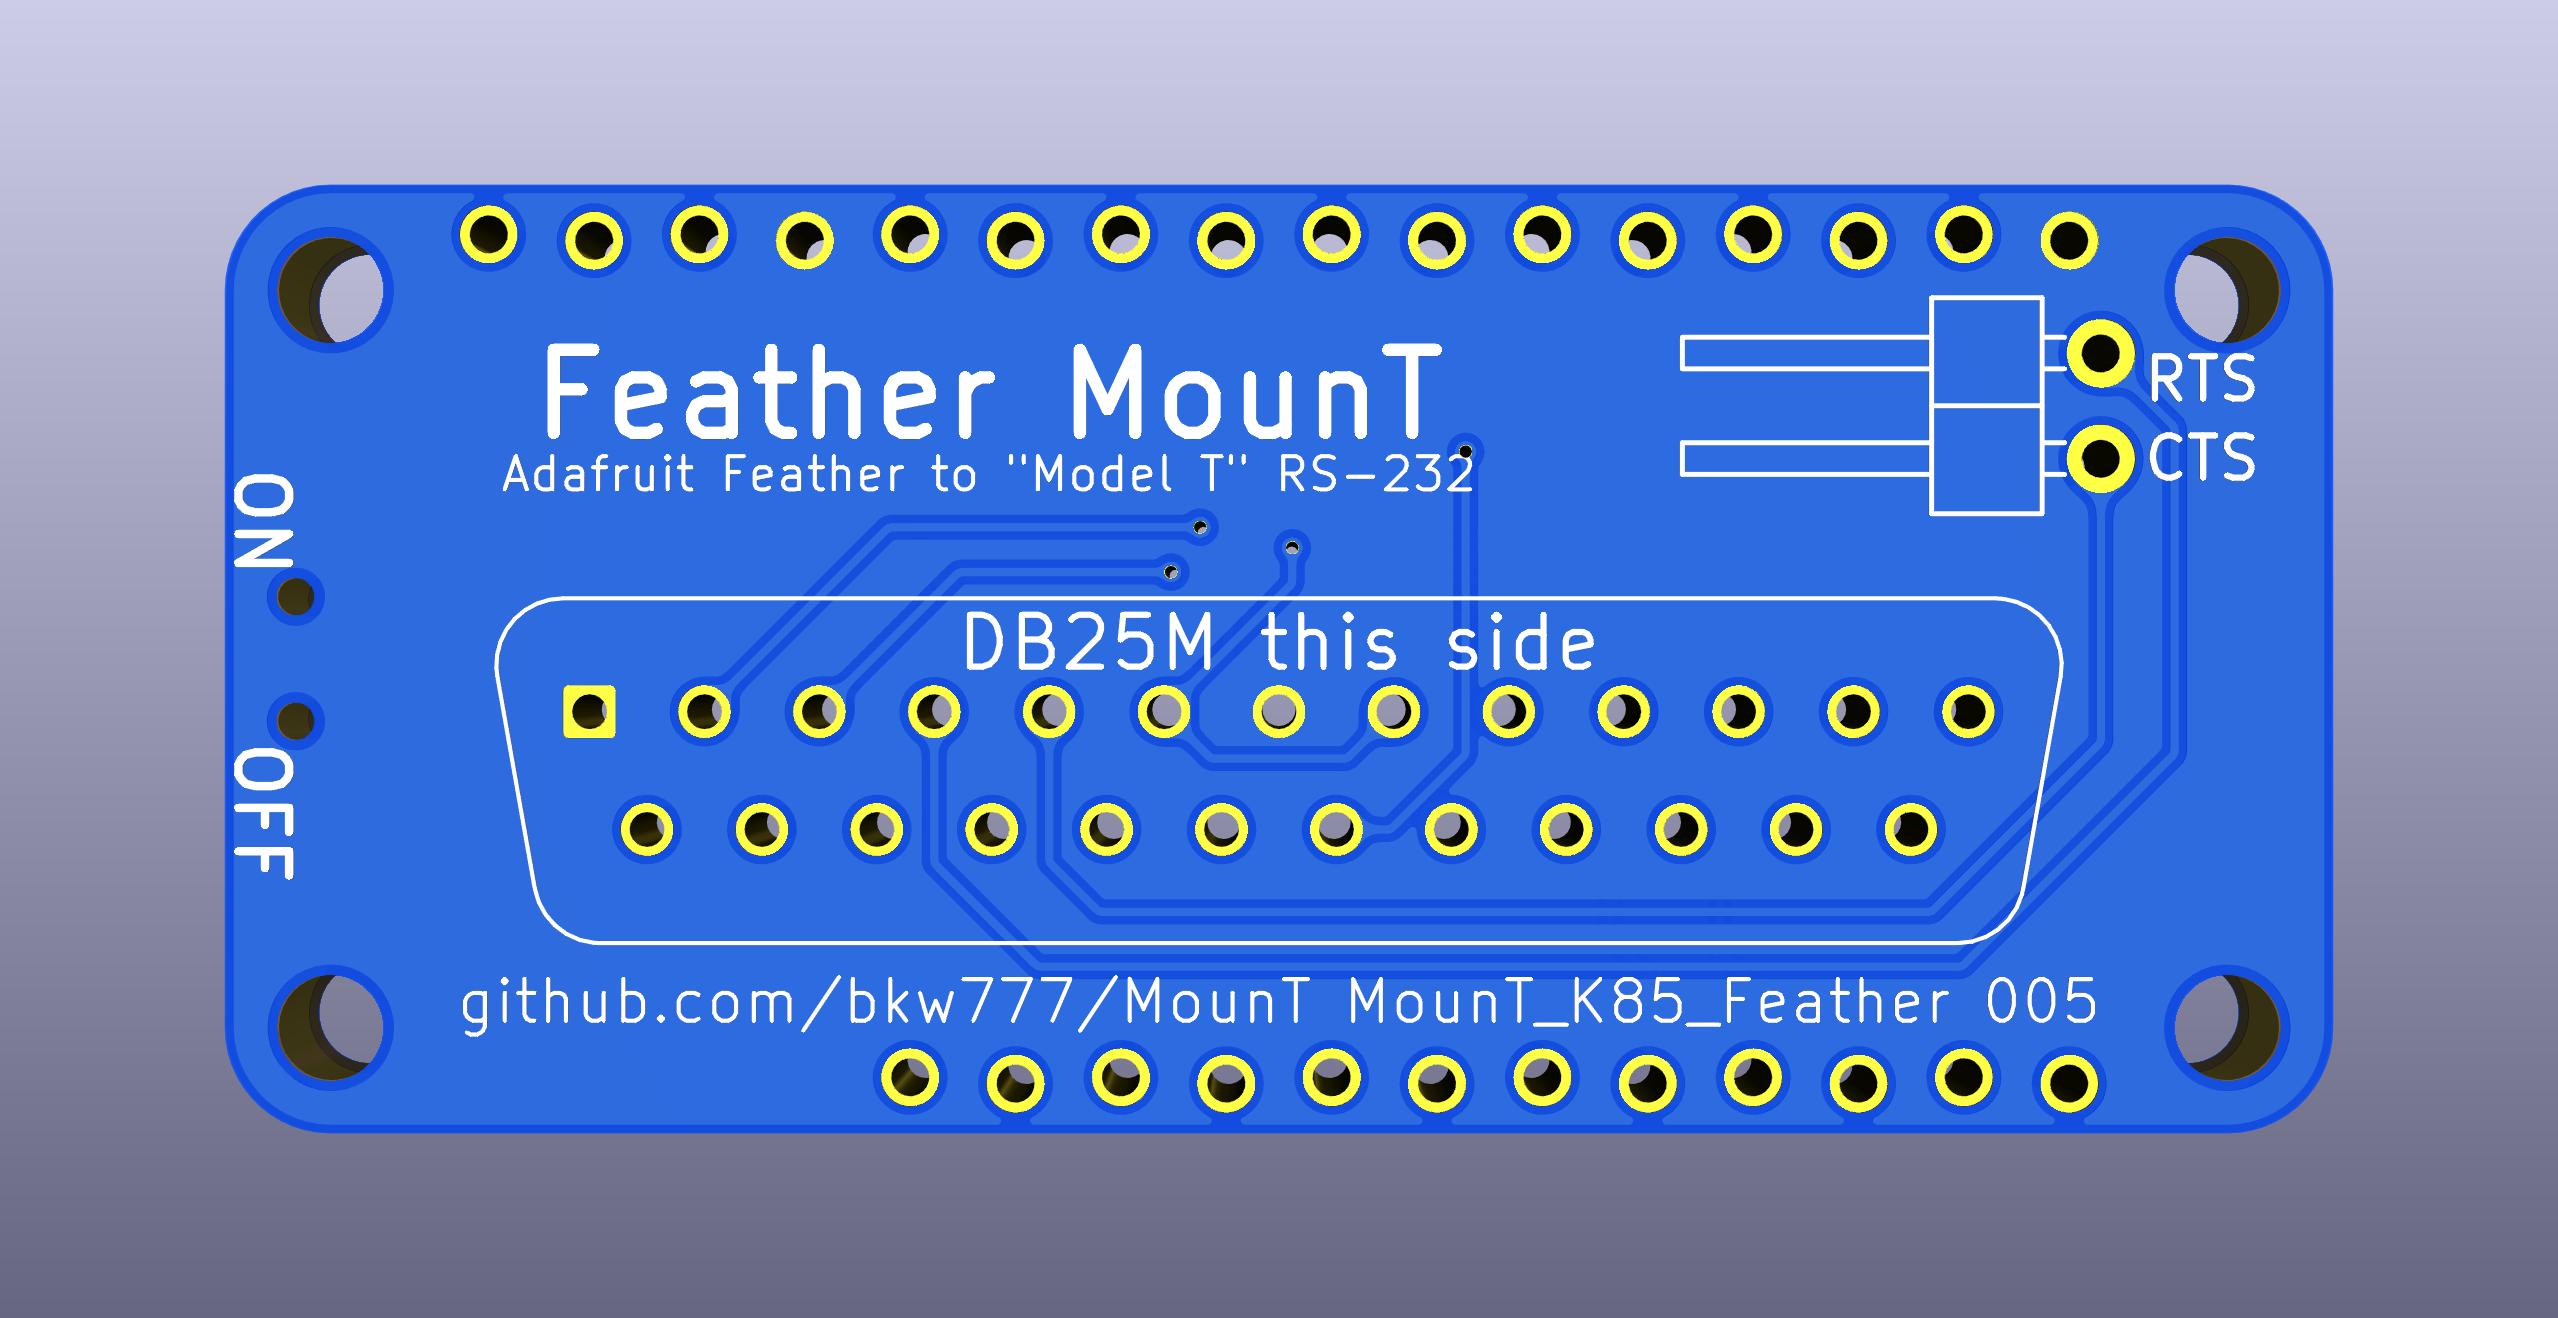 Feather MounT
Adafruit Feather to "Model T" RS-232
RTS
CTS
ON
OFF
DB25M this side
github.com/bkw777/MounT MounT_K85_Feather 005